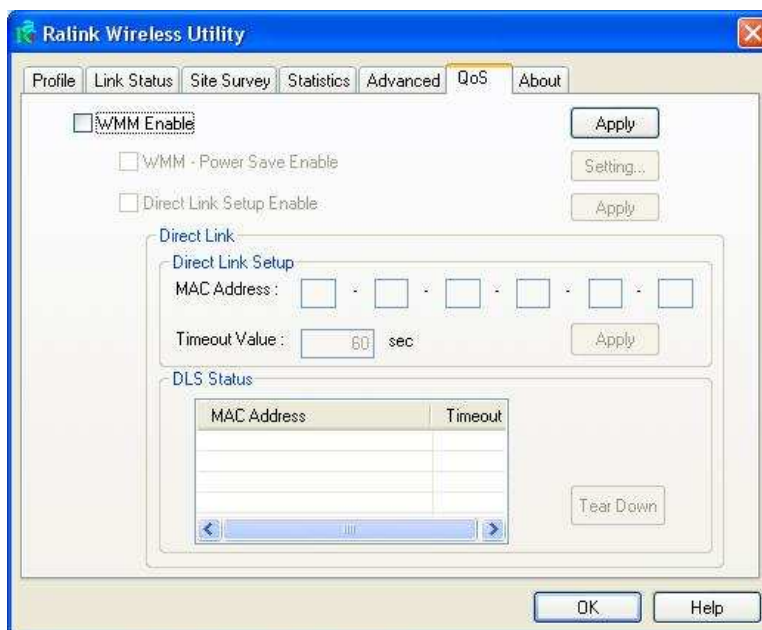 Ralink Wireless Utility
Profile Link Status Site Survey Statistics Advanced QoS About
WMM Enable Apply
WMM - Power Save Enable Setting...
Direct Link Setup Enable Apply
Direct Link
Direct Link Setup
MAC Address : - - - - -
Timeout Value : 60 sec Apply
DLS Status
MAC Address Timeout
Tear Down
OK Help